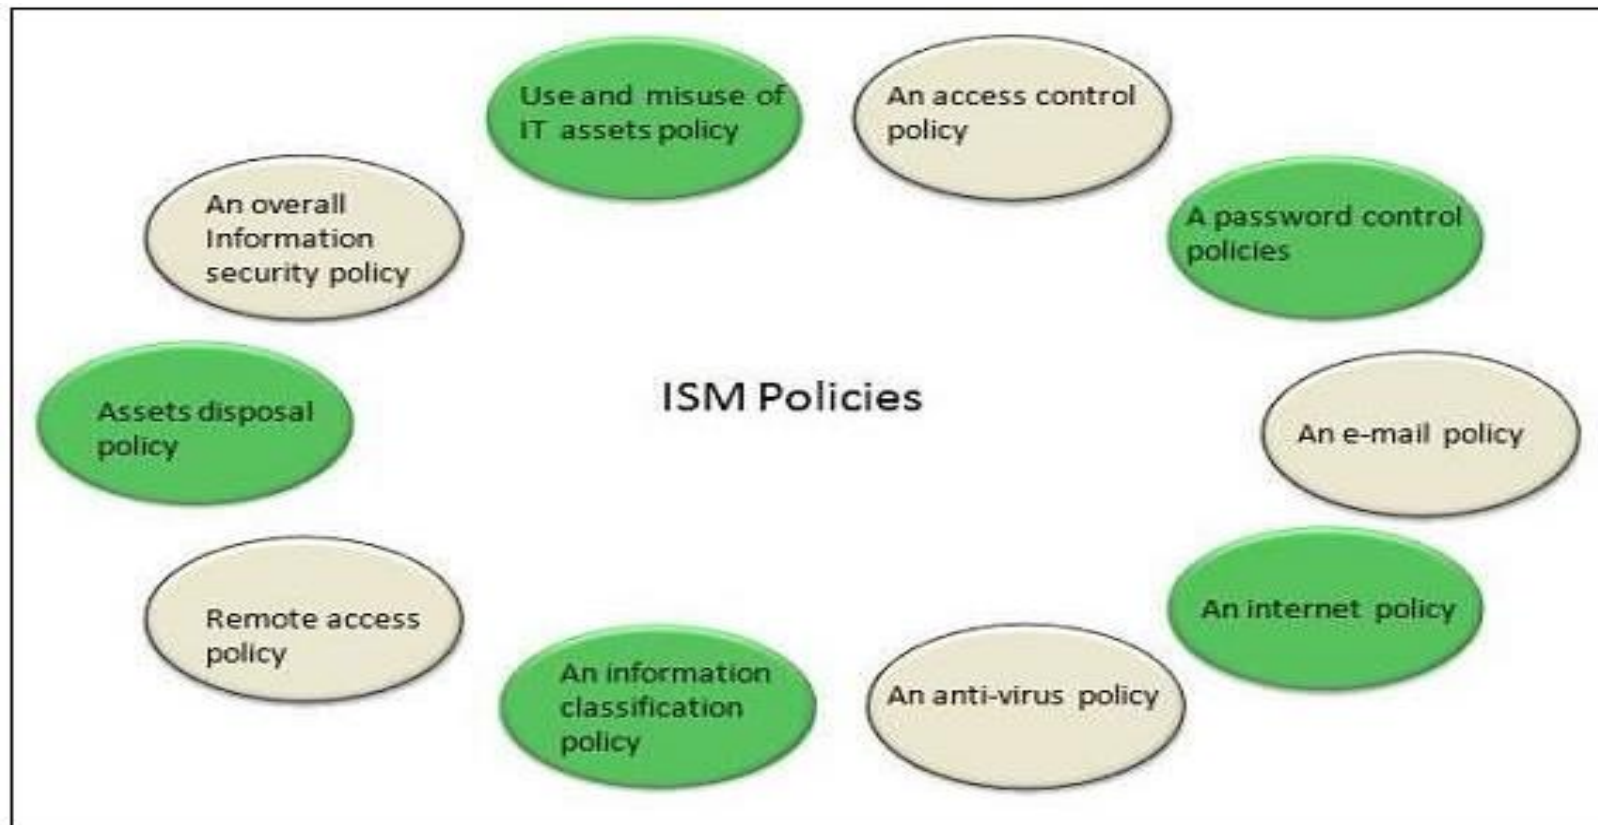 Use and misuse of
IT assets policy
An access control
policy
An overall
Information
security policy
A password control
policies
Assets disposal
policy
ISM Policies
An e-mail policy
Remote access
policy
An internet policy
An information
classification
policy
An anti-virus policy